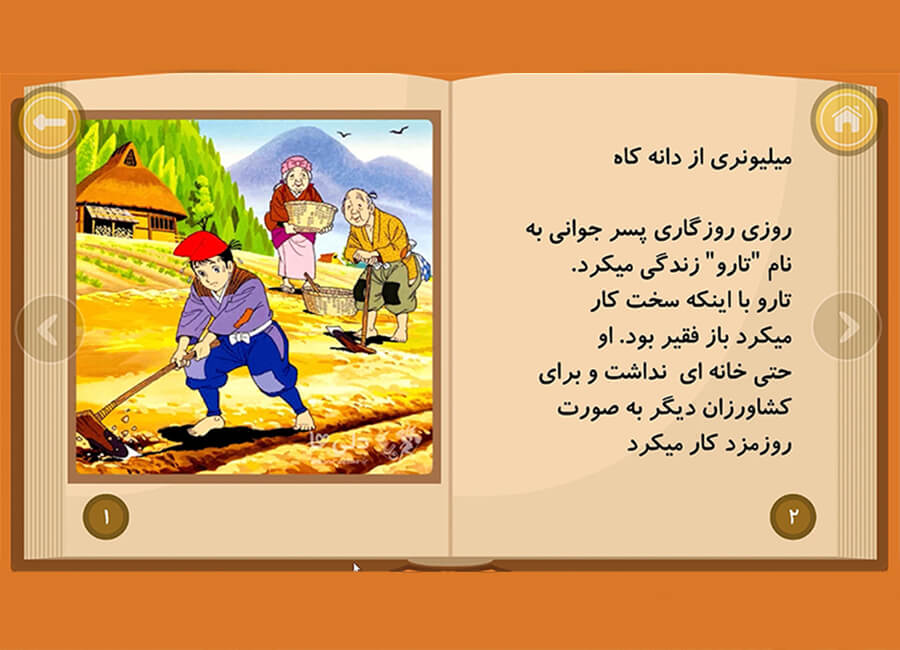 میلیونری از دانه کاه
روزی روزگاری پسر جوانی به
نام "تارو" زندگی میکرد.
تارو با اینکه سخت کار
میکرد باز فقیر بود. او
حتی خانه ای نداشت و برای
کشاورزان دیگر به صورت
روزمزد کار میکرد
۱
۲